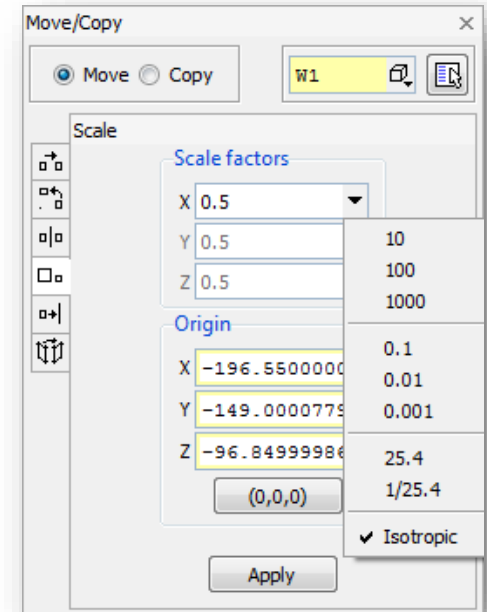 Move/Copy
Move Copy W1
Scale
Scale factors
X 0.5
Y 0.5
Z 0.5
10
100
1000
0.1
0.01
0.001
25.4
1/25.4
Isotropic
Origin
X -196.5500000
Y -149.0000779
Z -96.84999986
(0,0,0)
Apply